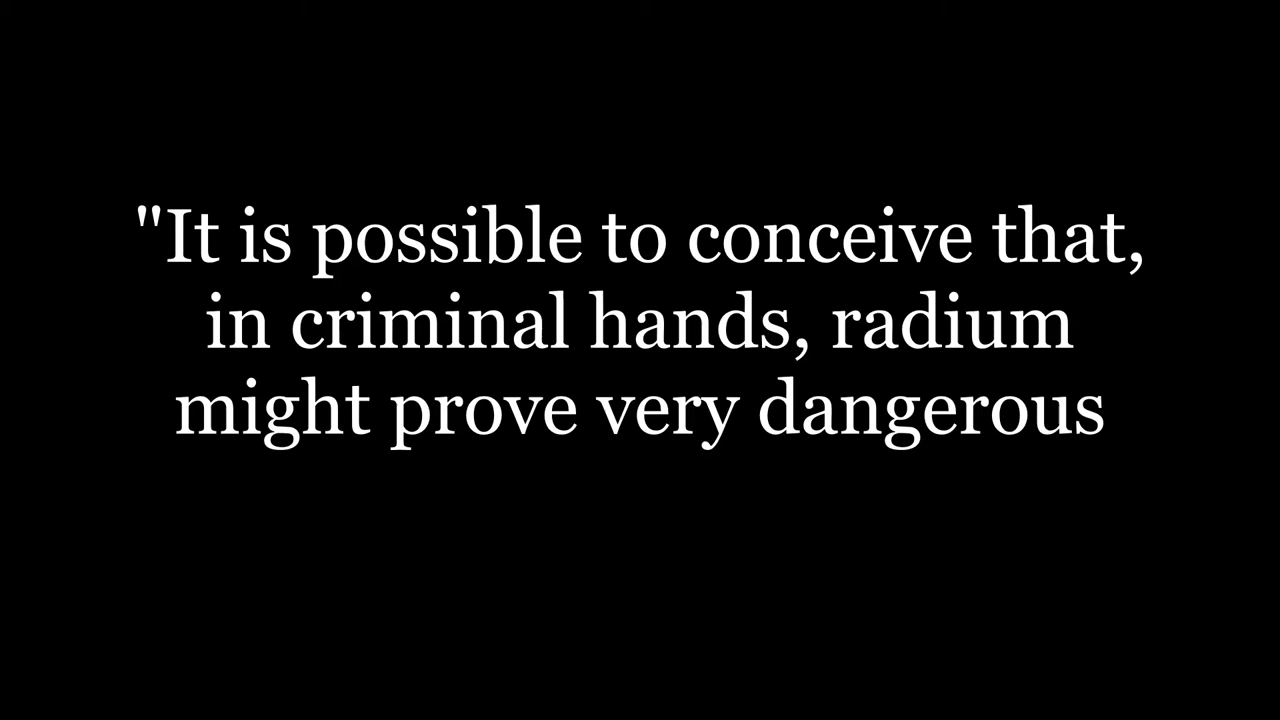 "It is possible to conceive that,
in criminal hands, radium
might prove very dangerous